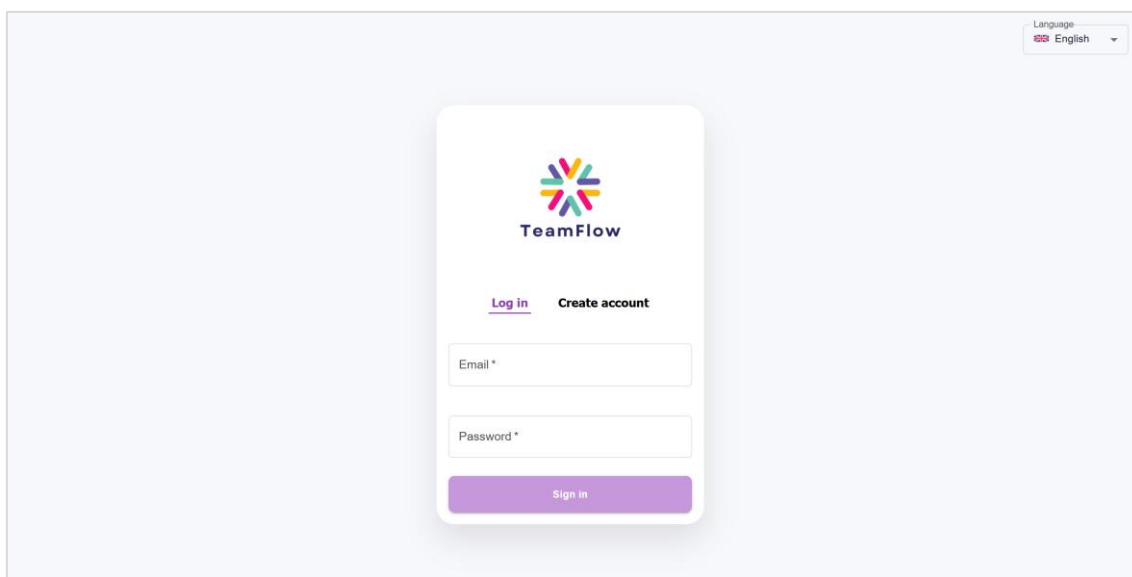 Language
English
TeamFlow
Log in Create account
Email *
Password *
Sign in